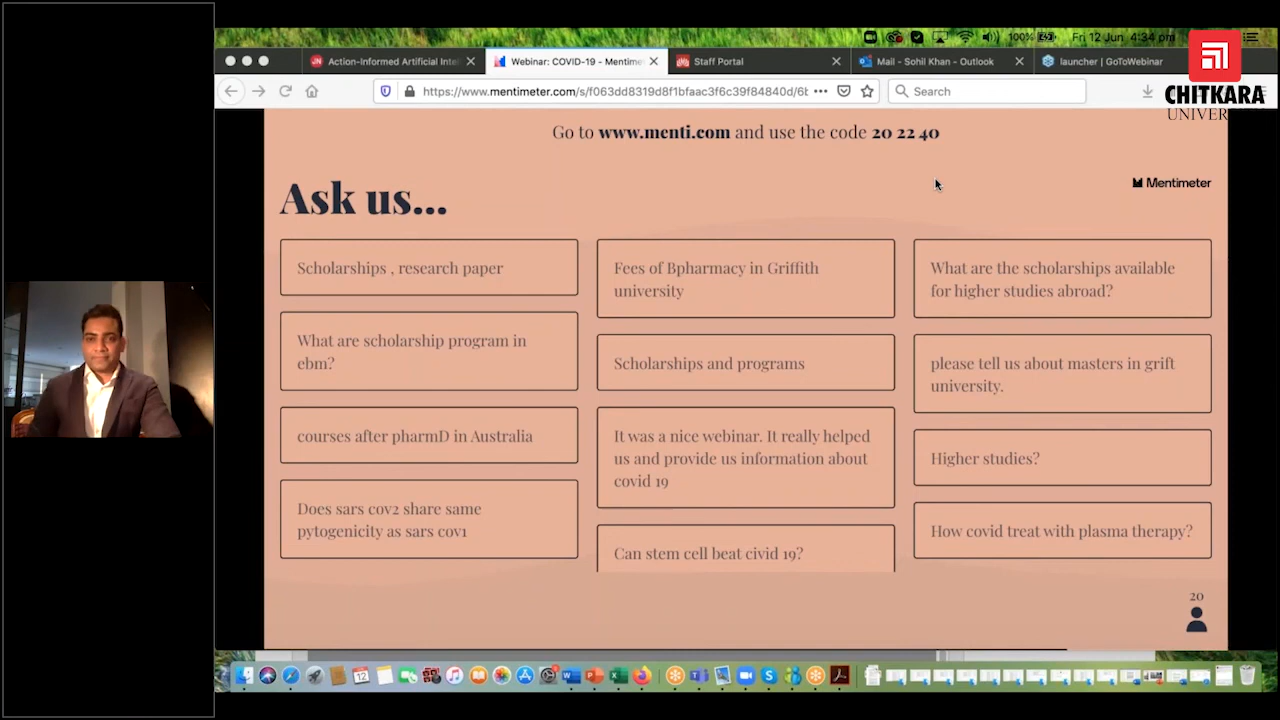 100%
Fri 12 Jun 4:34 pm
Action-Informed Artificial Inte
Webinar: COVID-19 - Mentime
Staff Portal
Mail - Sohil Khan - Outlook
launcher | GoToWebinar
https://www.mentimeter.com/s/f063dd8319d8f1bfaac3f6c39f84840d/6b
Search
CHITKARA
UNIVER
Go to www.menti.com and use the code 20 22 40
Mentimeter
Ask us...
Scholarships , research paper
What are scholarship program in
ebm?
courses after pharmD in Australia
Does sars cov2 share same
pytogenicity as sars cov1
Fees of Bpharmacy in Griffith
university
Scholarships and programs
It was a nice webinar. It really helped
us and provide us information about
covid 19
Can stem cell beat civid 19?
What are the scholarships available
for higher studies abroad?
please tell us about masters in grift
university.
Higher studies?
How covid treat with plasma therapy?
20